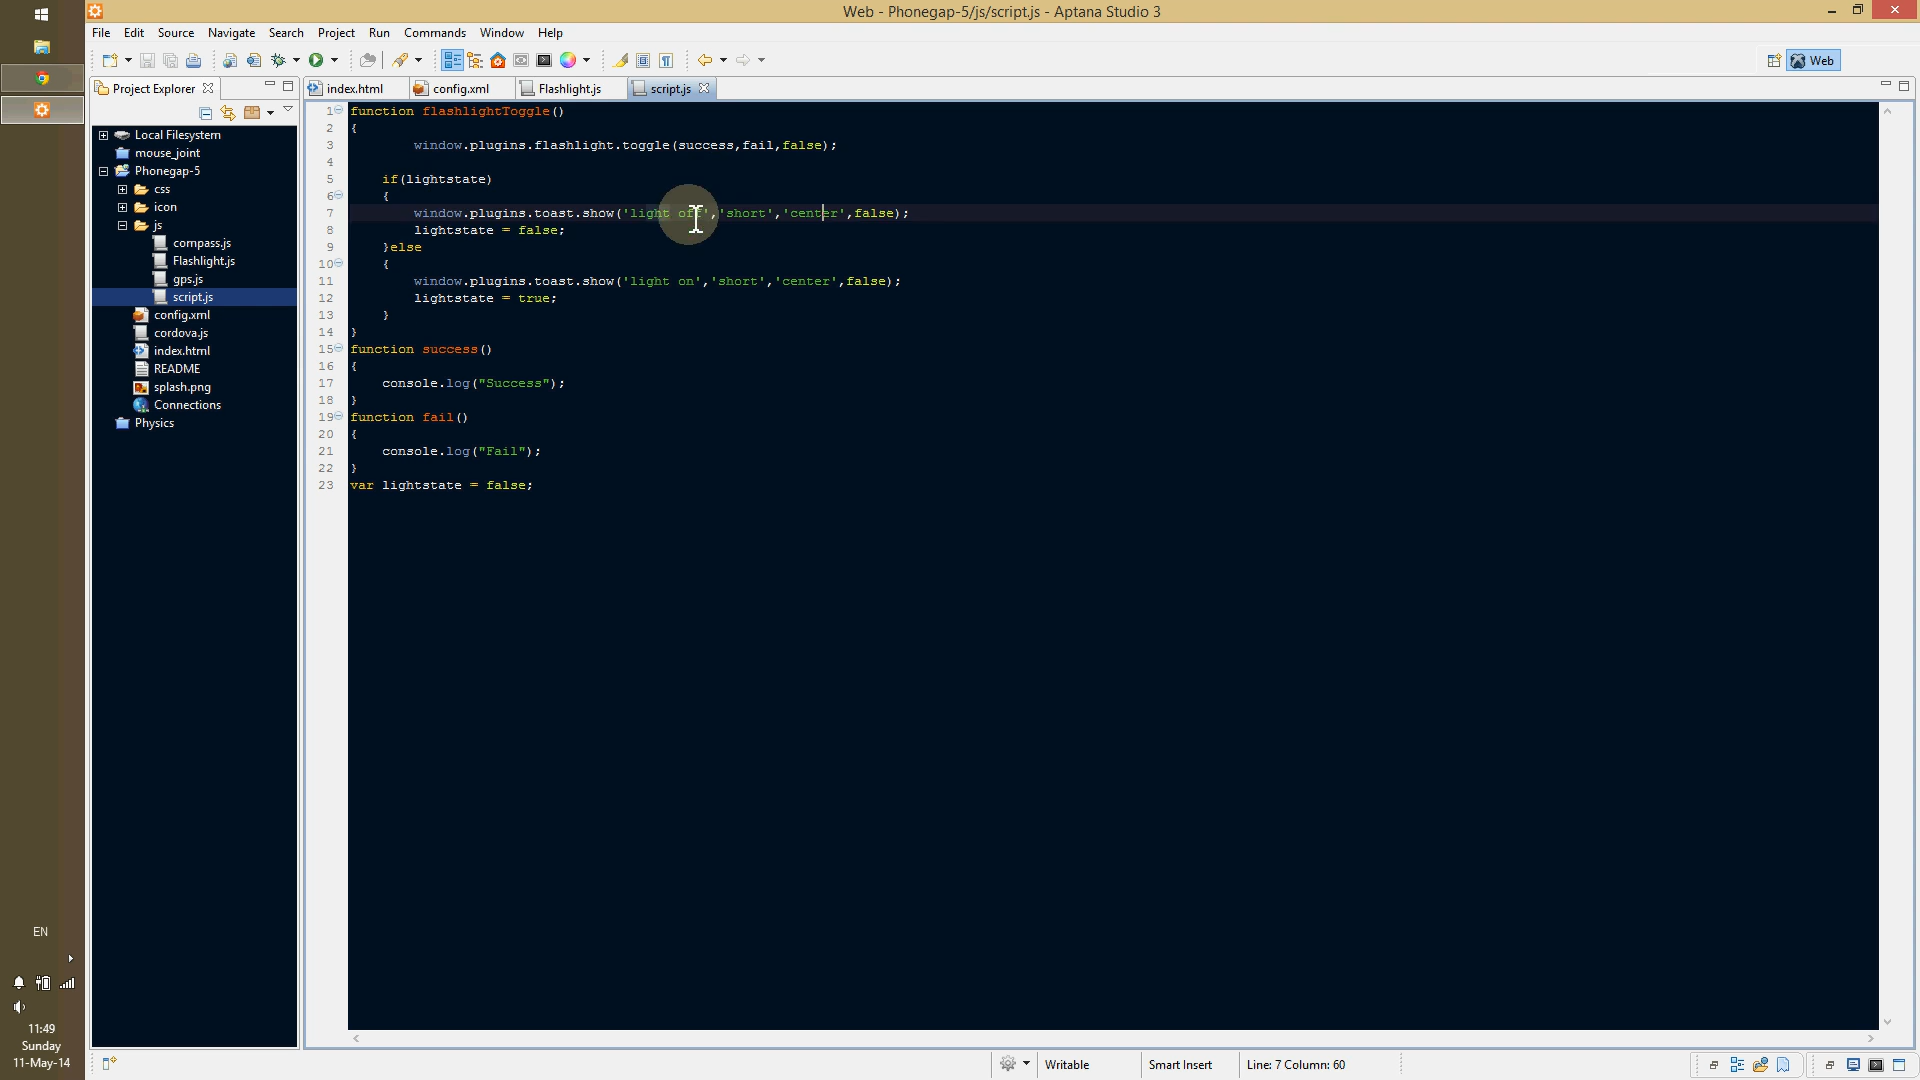 Web - Phonegap-5/js/script.js - Aptana Studio 3
File Edit Source Navigate Search Project Run Commands Window Help
Web
Project Explorer
index.html config.xml Flashlight.js script.js
Local Filesystem
mouse_joint
Phonegap-5
css
icon
js
compass.js
Flashlight.js
gps.js
script.js
config.xml
cordova.js
index.html
README
splash.png
Connections
Physics
1 function flashlightToggle()
2 {
3 window.plugins.flashlight.toggle(success,fail,false);
4
5 if(lightstate)
6 {
7 window.plugins.toast.show('light off','short','center',false);
8 lightstate = false;
9 }else
10 {
11 window.plugins.toast.show('light on','short','center',false);
12 lightstate = true;
13 }
14 }
15 function success()
16 {
17 console.log("Success");
18 }
19 function fail()
20 {
21 console.log("Fail");
22 }
23 var lightstate = false;
EN
11:49
Sunday
11-May-14
Writable Smart Insert Line: 7 Column: 60